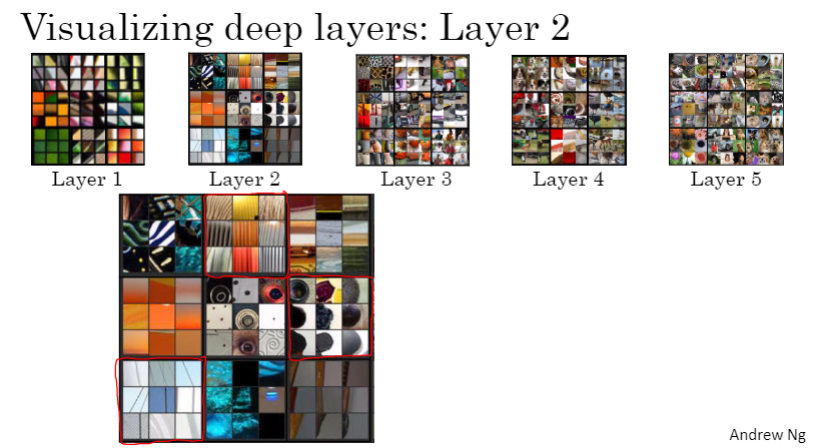 Visualizing deep layers: Layer 2
Layer 1
Layer 2
Layer 3
Layer 4
Layer 5
Andrew Ng